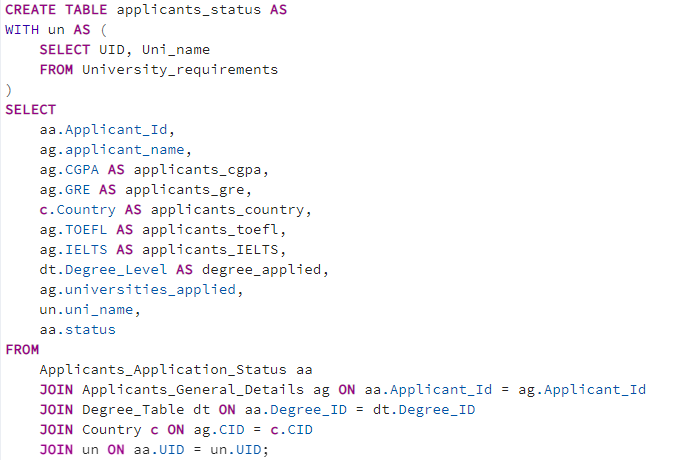 CREATE TABLE applicants_status AS
WITH un AS (
    SELECT UID, Uni_name
    FROM University_requirements
)
SELECT
    aa.Applicant_Id,
    ag.applicant_name,
    ag.CGPA AS applicants_cgpa,
    ag.GRE AS applicants_gre,
    c.Country AS applicants_country,
    ag.TOEFL AS applicants_toefl,
    ag.IELTS AS applicants_IELTS,
    dt.Degree_Level AS degree_applied,
    ag.universities_applied,
    un.uni_name,
    aa.status
FROM
    Applicants_Application_Status aa
    JOIN Applicants_General_Details ag ON aa.Applicant_Id = ag.Applicant_Id
    JOIN Degree_Table dt ON aa.Degree_ID = dt.Degree_ID
    JOIN Country c ON ag.CID = c.CID
    JOIN un ON aa.UID = un.UID;